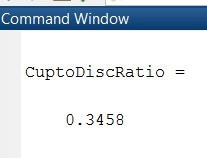 Command Window
CuptoDiscRatio =
0.3458